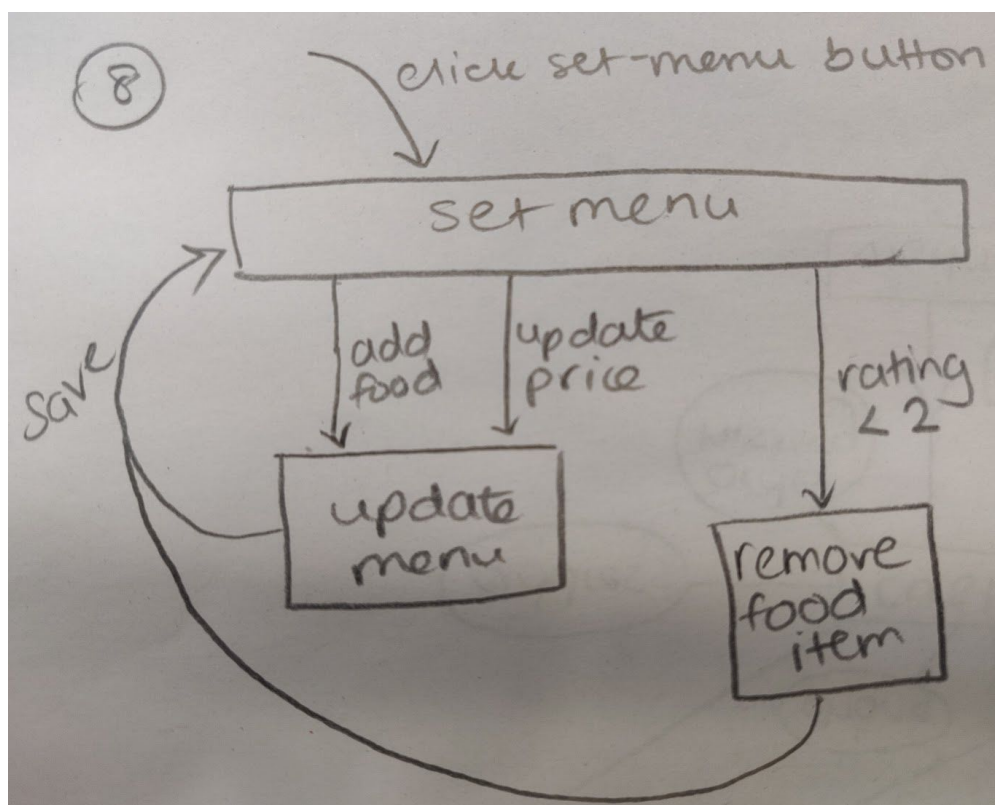 8
click set-menu button
set menu
add
food
update
price
rating
< 2
save
update
menu
remove
food
item